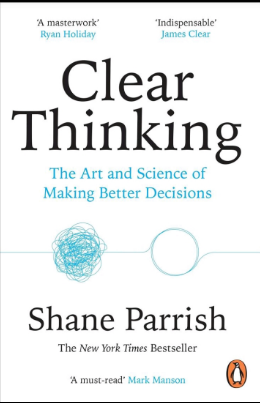 'A masterwork'
Ryan Holiday
'Indispensable'
James Clear
Clear
Thinking
The Art and Science of
Making Better Decisions
Shane Parrish
The New York Times Bestseller
'A must-read' Mark Manson